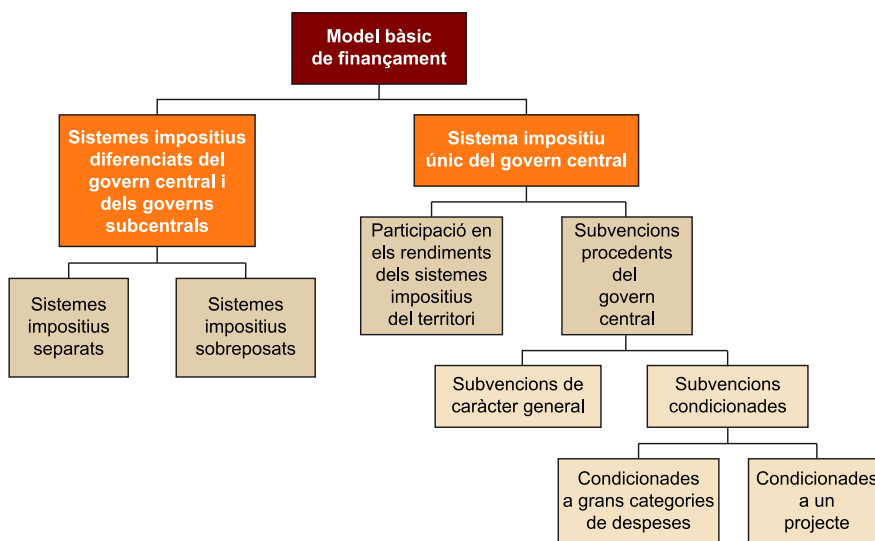 Model bàsic
de finançament
Sistemes impositius
diferenciats del
govern central i
dels governs
subcentrals
Sistema impositiu
únic del govern central
Participació en
els rendiments
dels sistemes
impositius
del territori
Subvencions
procedents
del
govern
central
Sistemes
impositius
separats
Sistemes
impositius
sobreposats
Subvencions de
caràcter general
Subvencions
condicionades
Condicionades
a grans categories
de despeses
Condicionades
a un
projecte